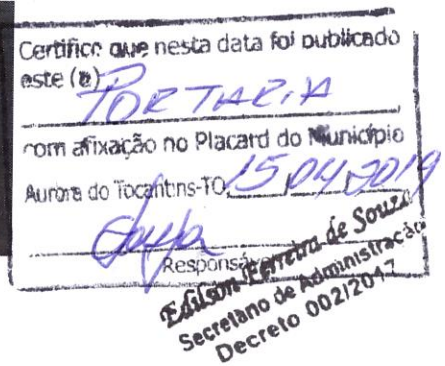 Certifico que nesta data foi publicado
este (a)
PORTARIA
com afixação no Placard do Município
Aurora do Tocantins-TO, 15,04,2019
Responsável
Edilson Ferreira de Souza
Secretario de Administração
Decreto 002/2017